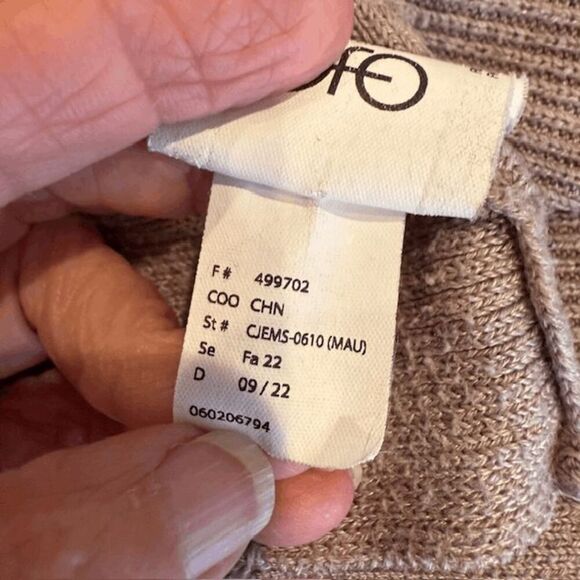 F # 499702
COO CHN
St # CJEMS-0610 (MAU)
Se Fa 22
D 09 / 22
060206794